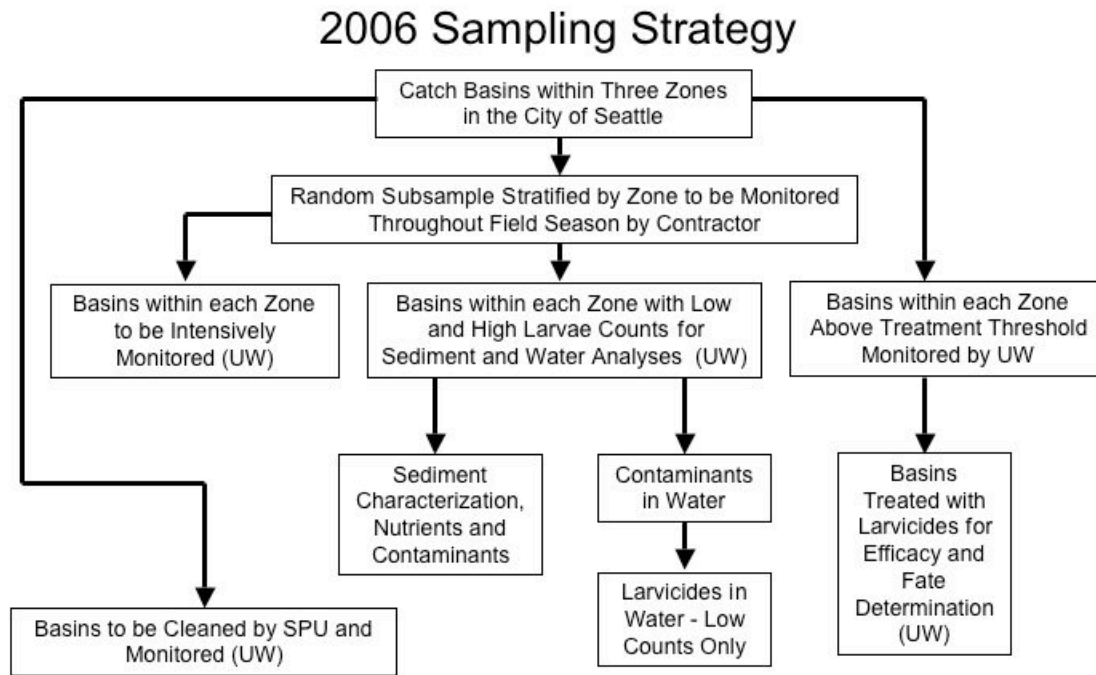 2006 Sampling Strategy
Catch Basins within Three Zones
in the City of Seattle
Random Subsample Stratified by Zone to be Monitored
Throughout Field Season by Contractor
Basins within each Zone
to be Intensively
Monitored (UW)
Basins within each Zone with Low
and High Larvae Counts for
Sediment and Water Analyses (UW)
Basins within each Zone
Above Treatment Threshold
Monitored by UW
Sediment
Characterization,
Nutrients and
Contaminants
Contaminants
in Water
Basins
Treated with
Larvicides for
Efficacy and
Fate
Determination
(UW)
Larvicides in
Water - Low
Counts Only
Basins to be Cleaned by SPU and
Monitored (UW)